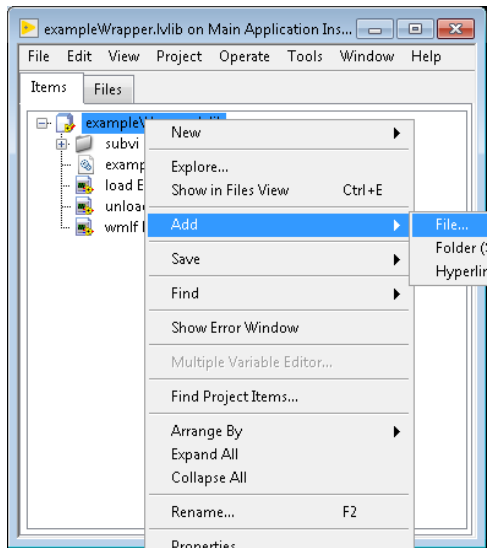 exampleWrapper.lvlib on Main Application Ins...
File Edit View Project Operate Tools Window Help
Items Files
subvi
New
Explore...
Show in Files View Ctrl+E
load E
Add
File...
wmlf
Folder
Save
Find
Show Error Window
Multiple Variable Editor...
Find Project Items...
Arrange By
Expand All
Collapse All
Rename... F2
Properties